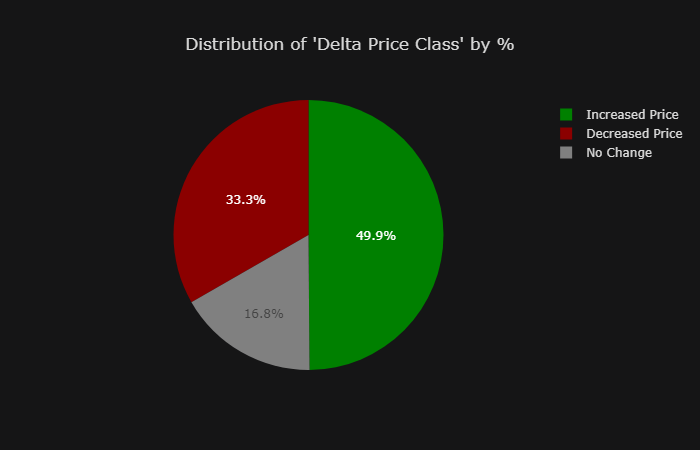 Distribution of 'Delta Price Class' by %
Increased Price
Decreased Price
No Change
33.3%
49.9%
16.8%